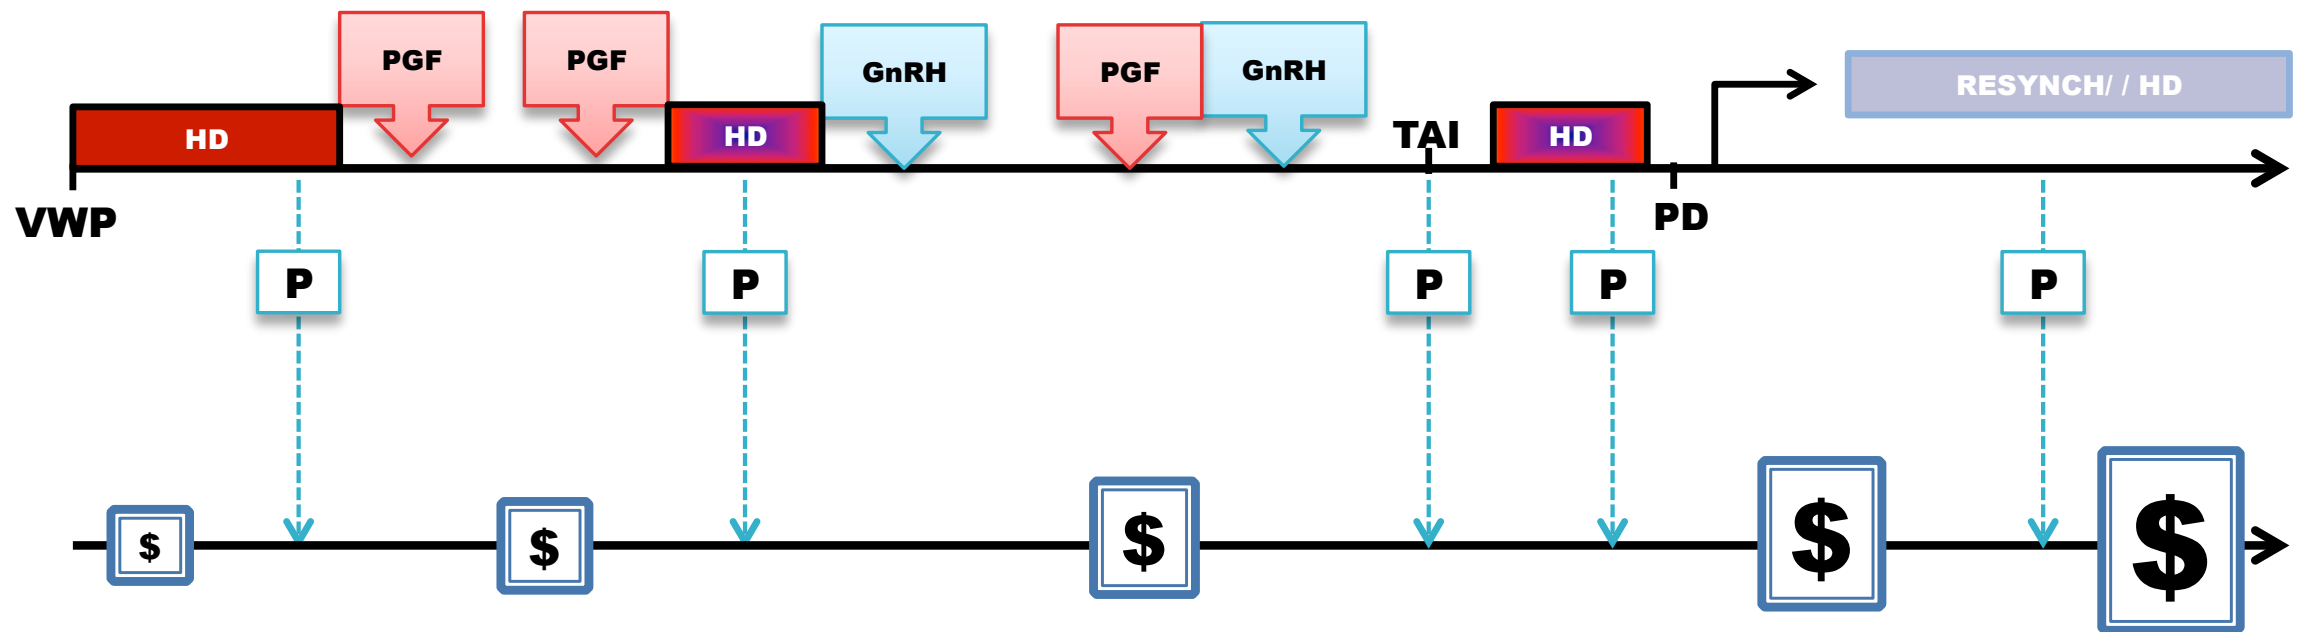 PGF
PGF
GnRH
PGF
GnRH
RESYNCH/ / HD
HD
HD
TAI
HD
VWP
PD
P
P
P
P
P
$
$
$
$
$